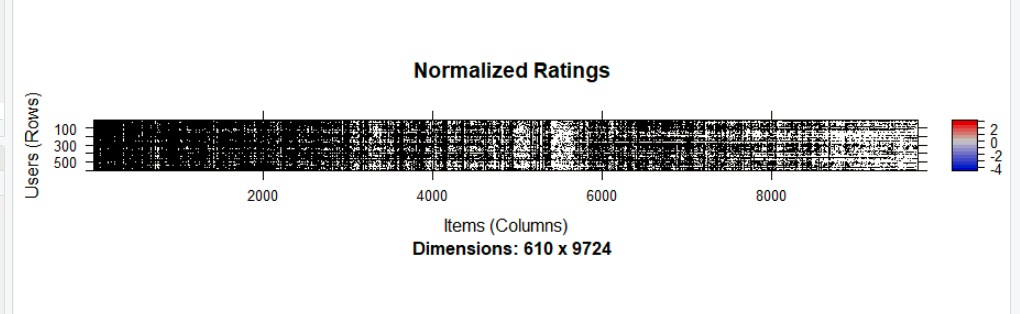 Normalized Ratings
Users (Rows)
100
300
500
2000 4000 6000 8000
Items (Columns)
Dimensions: 610 x 9724
2
0
-2
-4